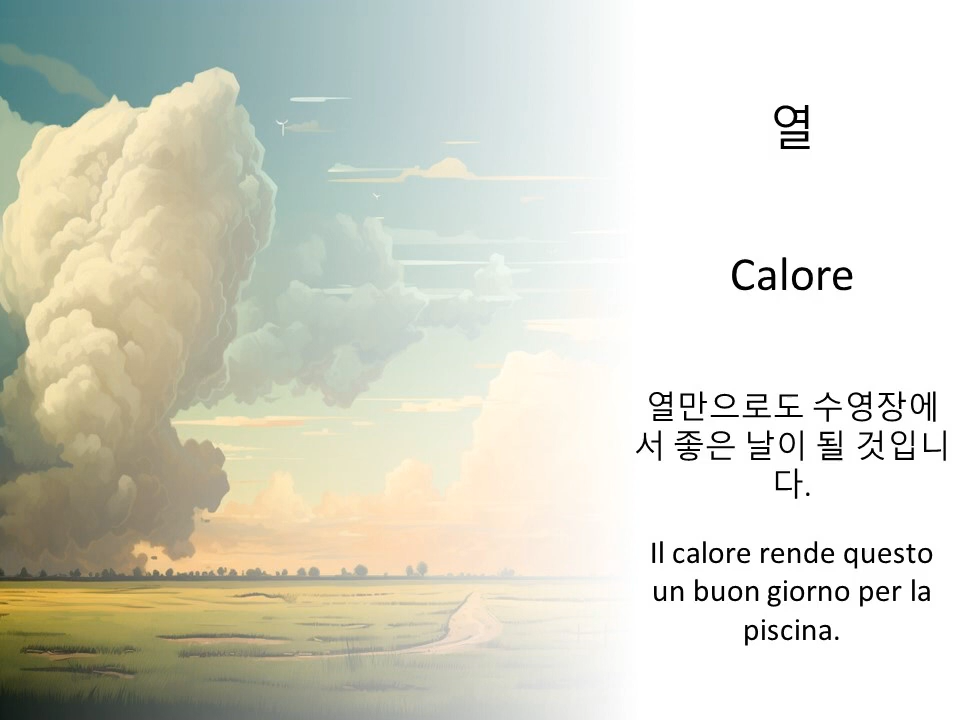 열
Calore
열만으로도 수영장에
서 좋은 날이 될 것입니
다.
Il calore rende questo
un buon giorno per la
piscina.